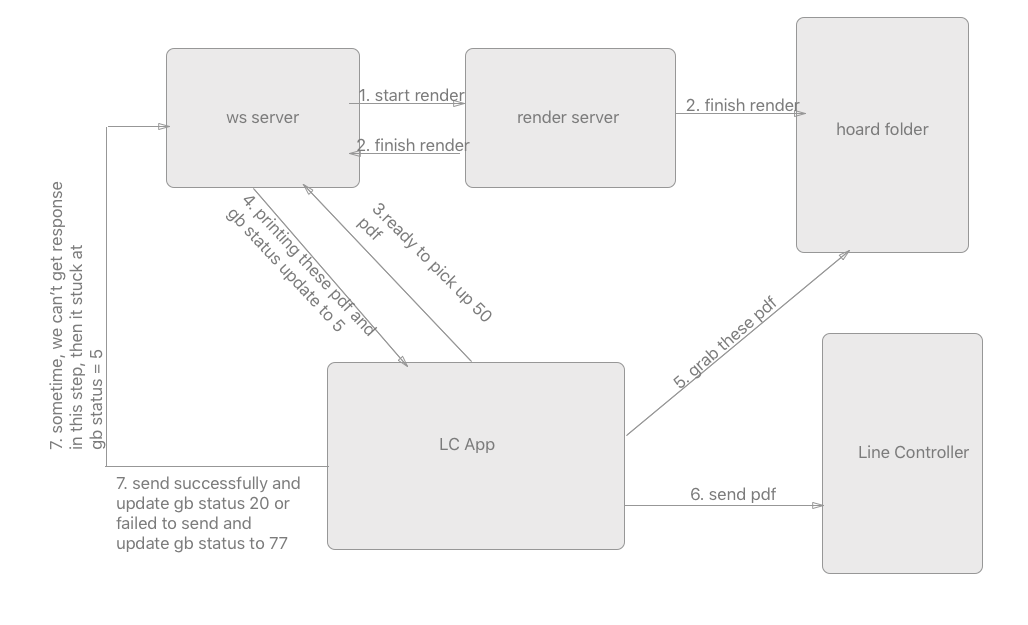 ws server
1. start render
2. finish render
render server
2. finish render
hoard folder
3.ready to pick up 50
pdf
4. printing these pdf and
gb status update to 5
LC App
5. grab these pdf
6. send pdf
Line Controller
7. sometime, we can't get response
in this step, then it stuck at
gb status = 5
7. send successfully and
update gb status 20 or
failed to send and
update gb status to 77